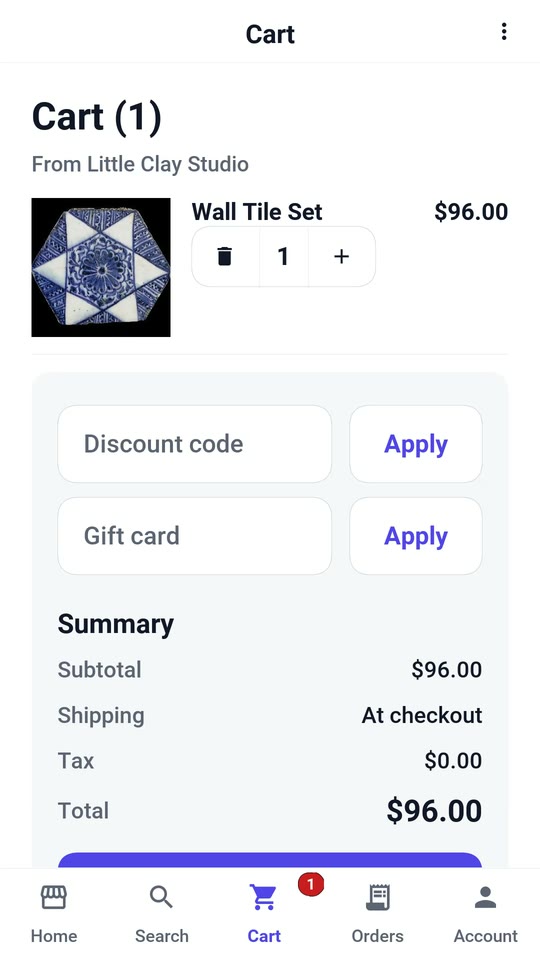 Cart
Cart (1)
From Little Clay Studio
Wall Tile Set $96.00
1
Discount code Apply
Gift card Apply
Summary
Subtotal $96.00
Shipping At checkout
Tax $0.00
Total $96.00
1
Home Search Cart Orders Account